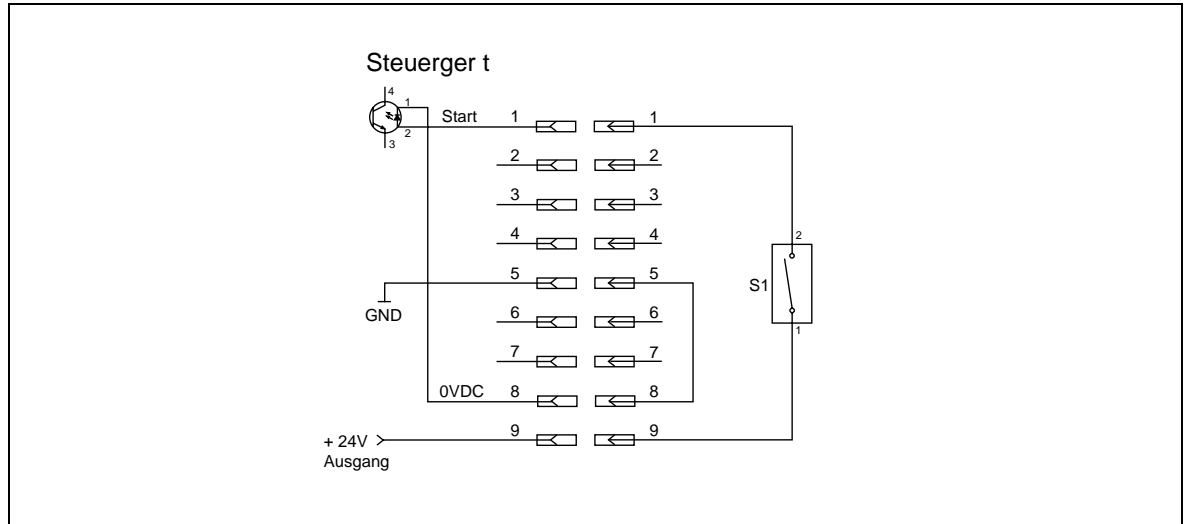 Steuerger t
4
1
2
3
Start 1 1
2 2
3 3
4 4
2
5 5
S1
GND
6 6
1
7 7
0VDC 8 8
9 9
+ 24V
Ausgang